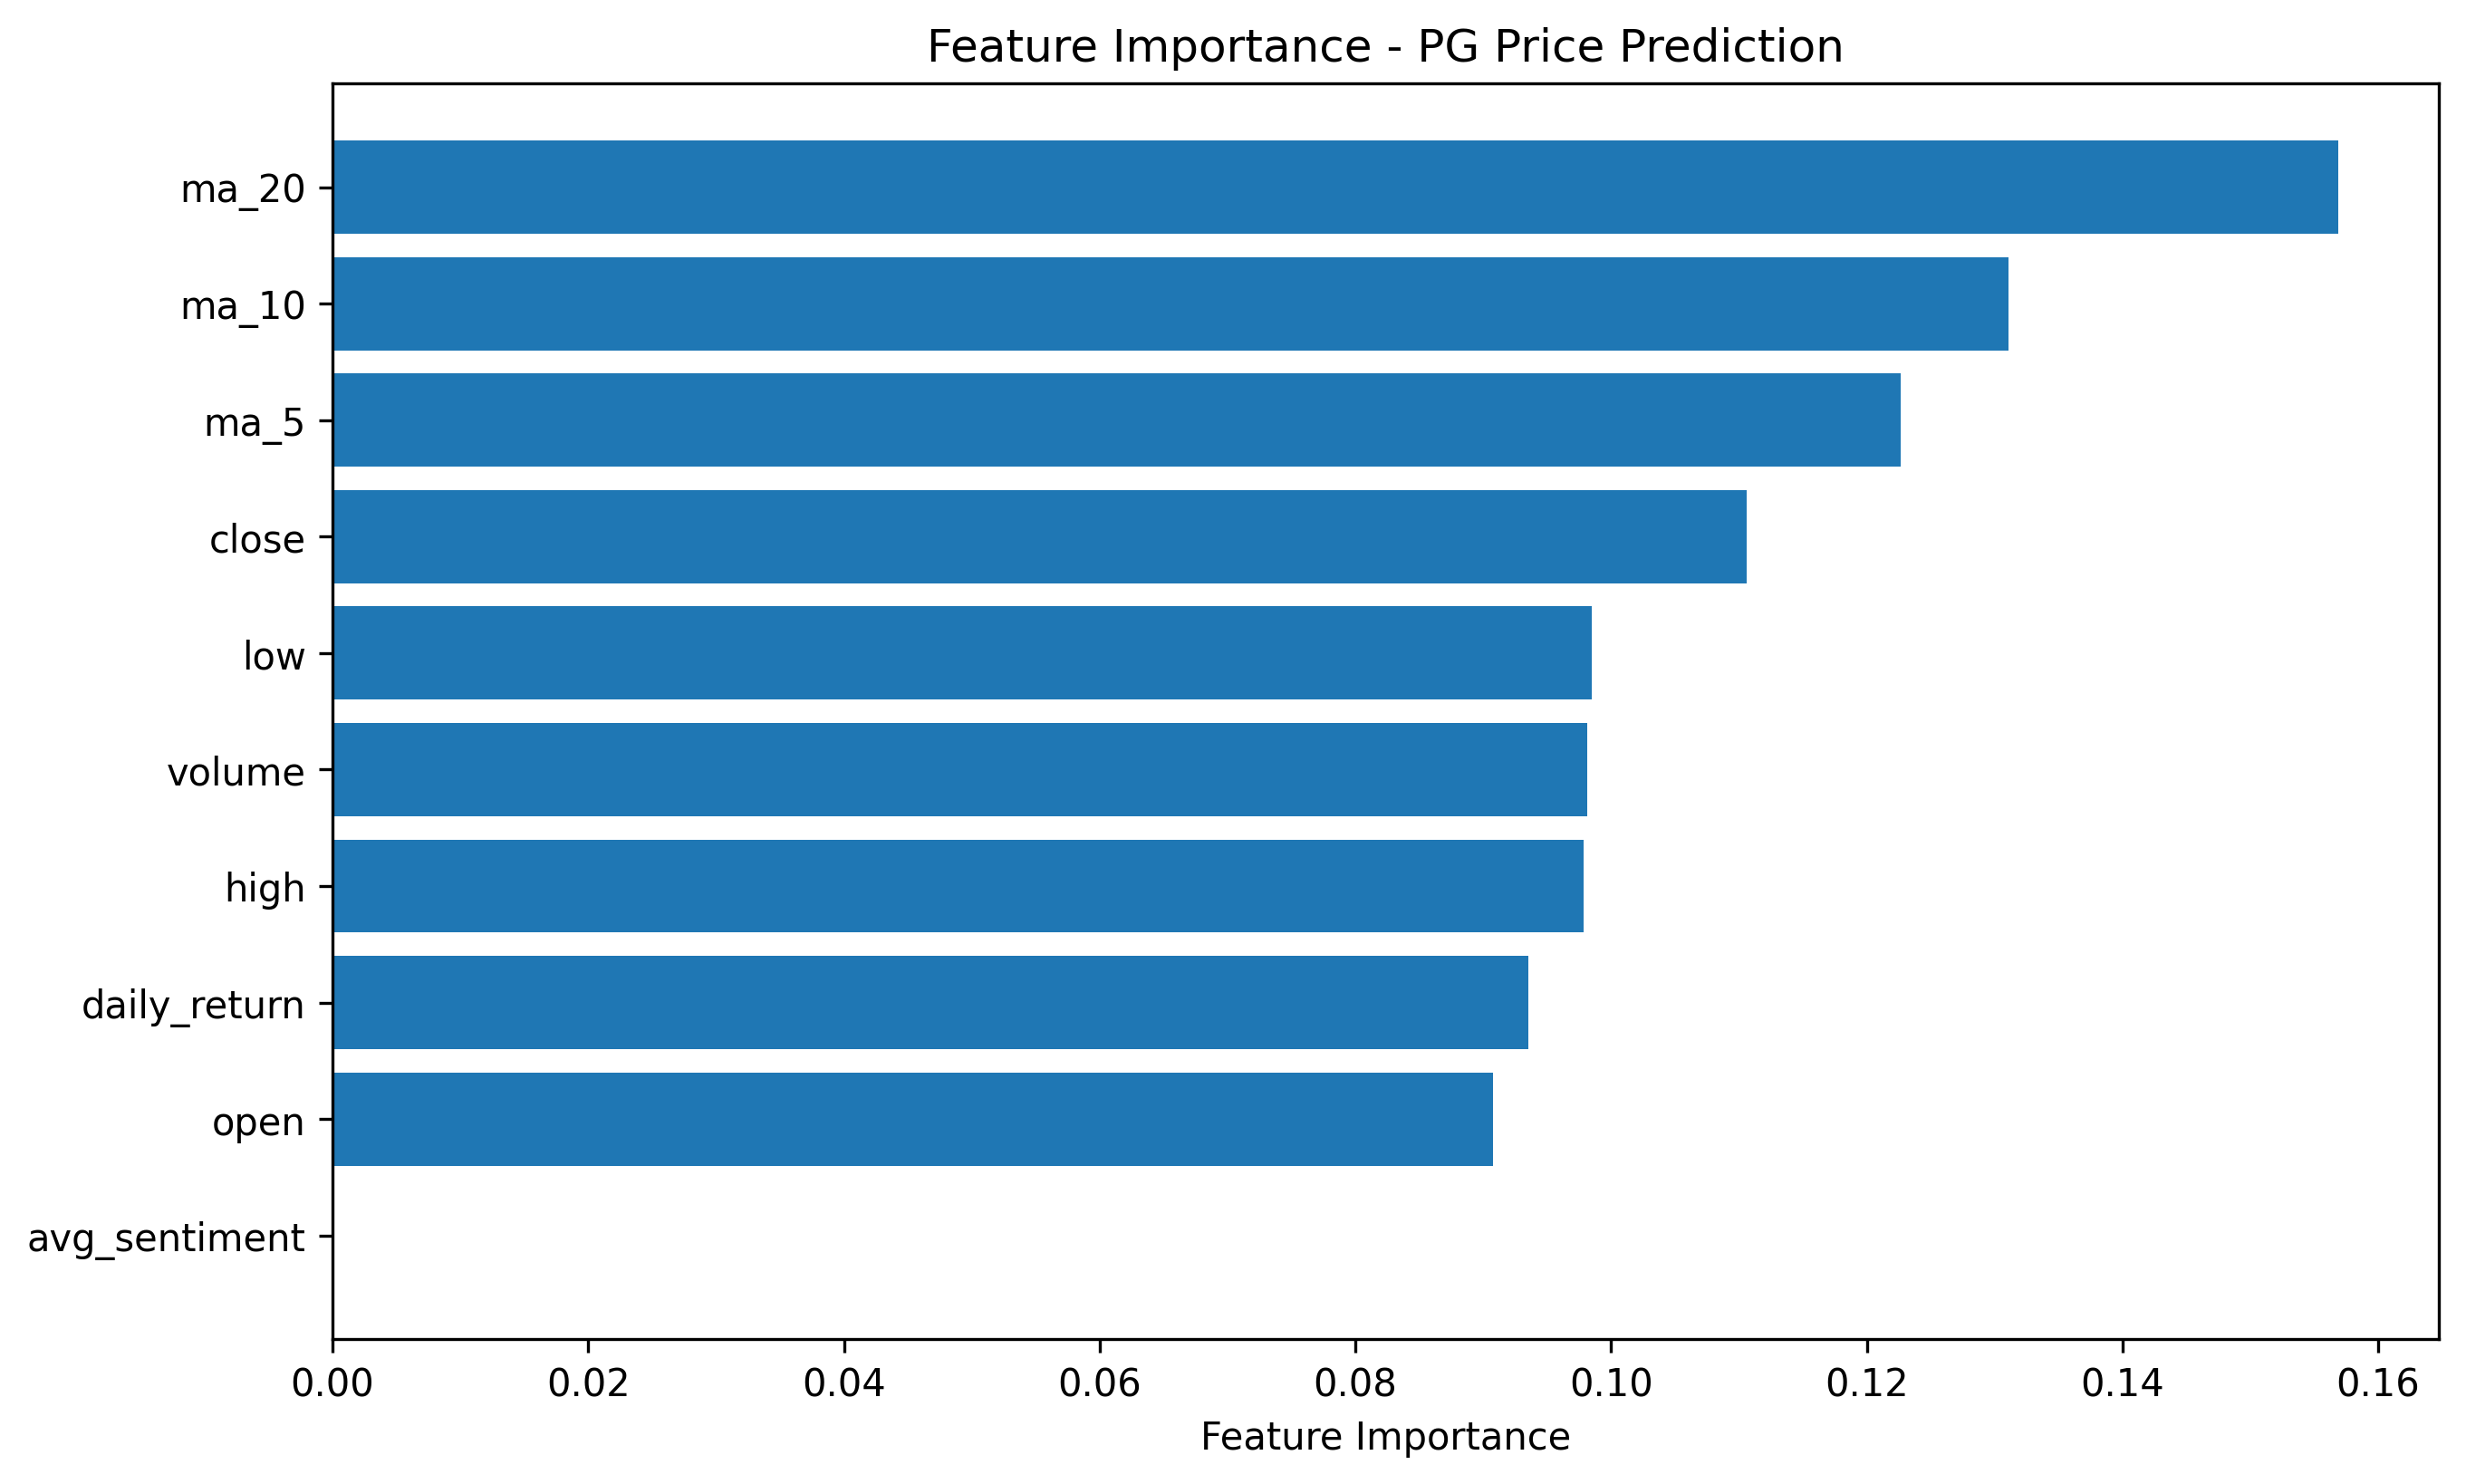 Feature Importance - PG Price Prediction
ma_20
ma_10
ma_5
close
low
volume
high
daily_return
open
avg_sentiment
0.00 0.02 0.04 0.06 0.08 0.10 0.12 0.14 0.16
Feature Importance